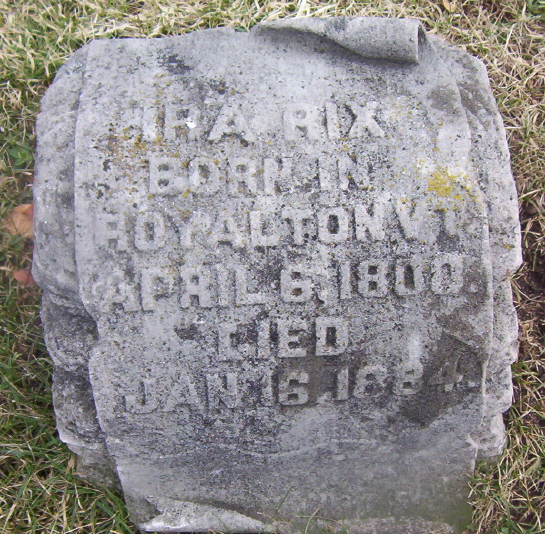 IRA RIX
BORN IN
ROYALTON VT.
APRIL 6, 1800.
DIED
JAN. 16. 1884.